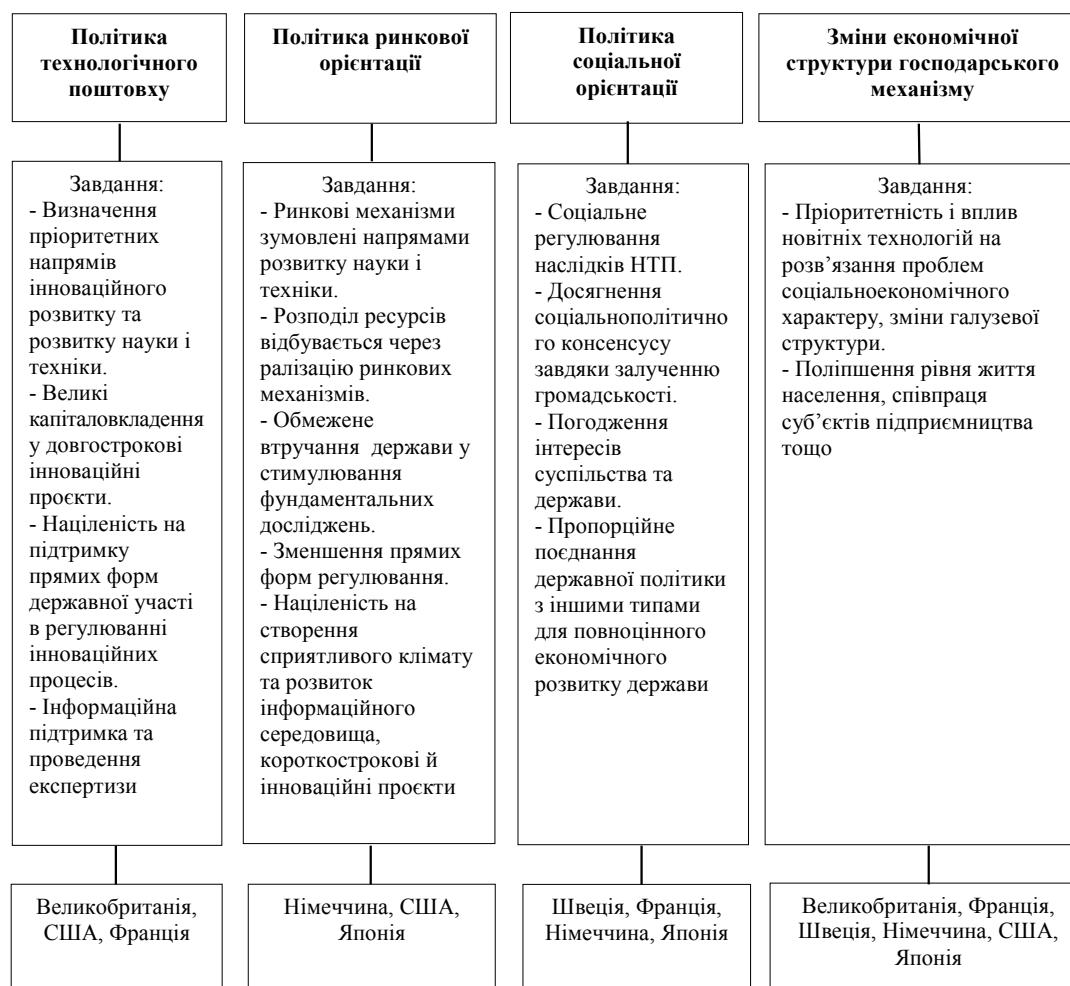 Політика
технологічного
поштовху
Політика ринкової
орієнтації
Політика
соціальної
орієнтації
Зміни економічної
структури господарського
механізму
Завдання:
- Визначення
пріоритетних
напрямів
інноваційного
розвитку та
розвитку науки і
техніки.
- Великі
капіталовкладення
у довгострокові
інноваційні
проєкти.
- Націленість на
підтримку
прямих форм
державної участі
в регулюванні
інноваційних
процесів.
- Інформаційна
підтримка та
проведення
експертизи
Завдання:
- Ринкові механізми
зумовлені напрямами
розвитку науки і
техніки.
- Розподіл ресурсів
відбувається через
ралізацію ринкових
механізмів.
- Обмежене
втручання держави у
стимулювання
фундаментальних
досліджень.
- Зменшення прямих
форм регулювання.
- Націленість на
створення
сприятливого клімату
та розвиток
інформаційного
середовища,
короткострокові й
інноваційні проєкти
Завдання:
- Соціальне
регулювання
наслідків НТП.
- Досягнення
соціальнополітично
го консенсусу
завдяки залученню
громадськості.
- Погодження
інтересів
суспільства та
держави.
- Пропорційне
поєднання
державної політики
з іншими типами
для повноцінного
економічного
розвитку держави
Завдання:
- Пріоритетність і вплив
новітніх технологій на
розв’язання проблем
соціальноекономічного
характеру, зміни галузевої
структури.
- Поліпшення рівня життя
населення, співпраця
суб’єктів підприємництва
тощо
Великобританія,
США, Франція
Німеччина, США,
Японія
Швеція, Франція,
Німеччина, Японія
Великобританія, Франція,
Швеція, Німеччина, США,
Японія